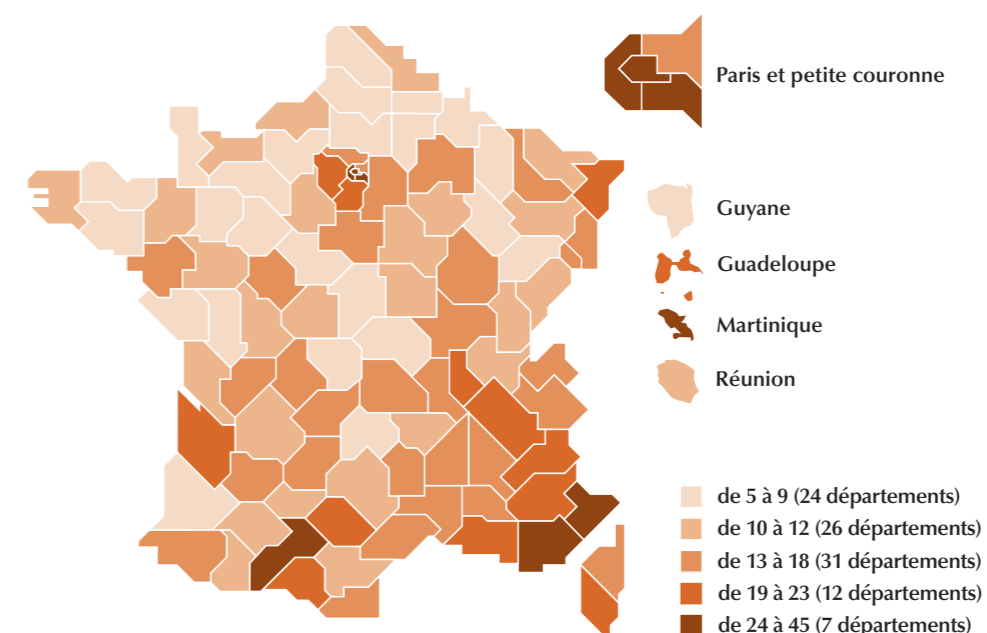 Paris et petite couronne
Guyane
Guadeloupe
Martinique
Réunion
de 5 à 9 (24 départements)
de 10 à 12 (26 départements)
de 13 à 18 (31 départements)
de 19 à 23 (12 départements)
de 24 à 45 (7 départements)